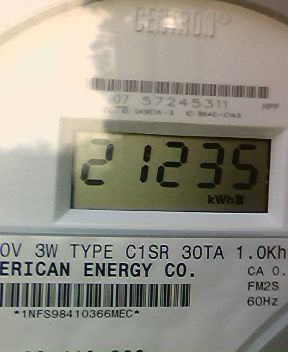 CENTRON®
07 57245311 HPP
21235
kWh
0V 3W TYPE C1SR 30TA 1.0Kh
ERICAN ENERGY CO. CA 0.
FM2S
60Hz
*1NFS98410366MEC*